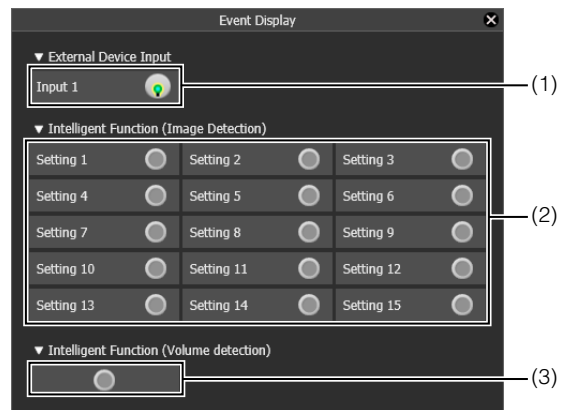 Event Display
▼ External Device Input
Input 1
(1)
▼ Intelligent Function (Image Detection)
Setting 1 Setting 2 Setting 3
Setting 4 Setting 5 Setting 6
(2)
Setting 7 Setting 8 Setting 9
Setting 10 Setting 11 Setting 12
Setting 13 Setting 14 Setting 15
▼ Intelligent Function (Volume detection)
(3)